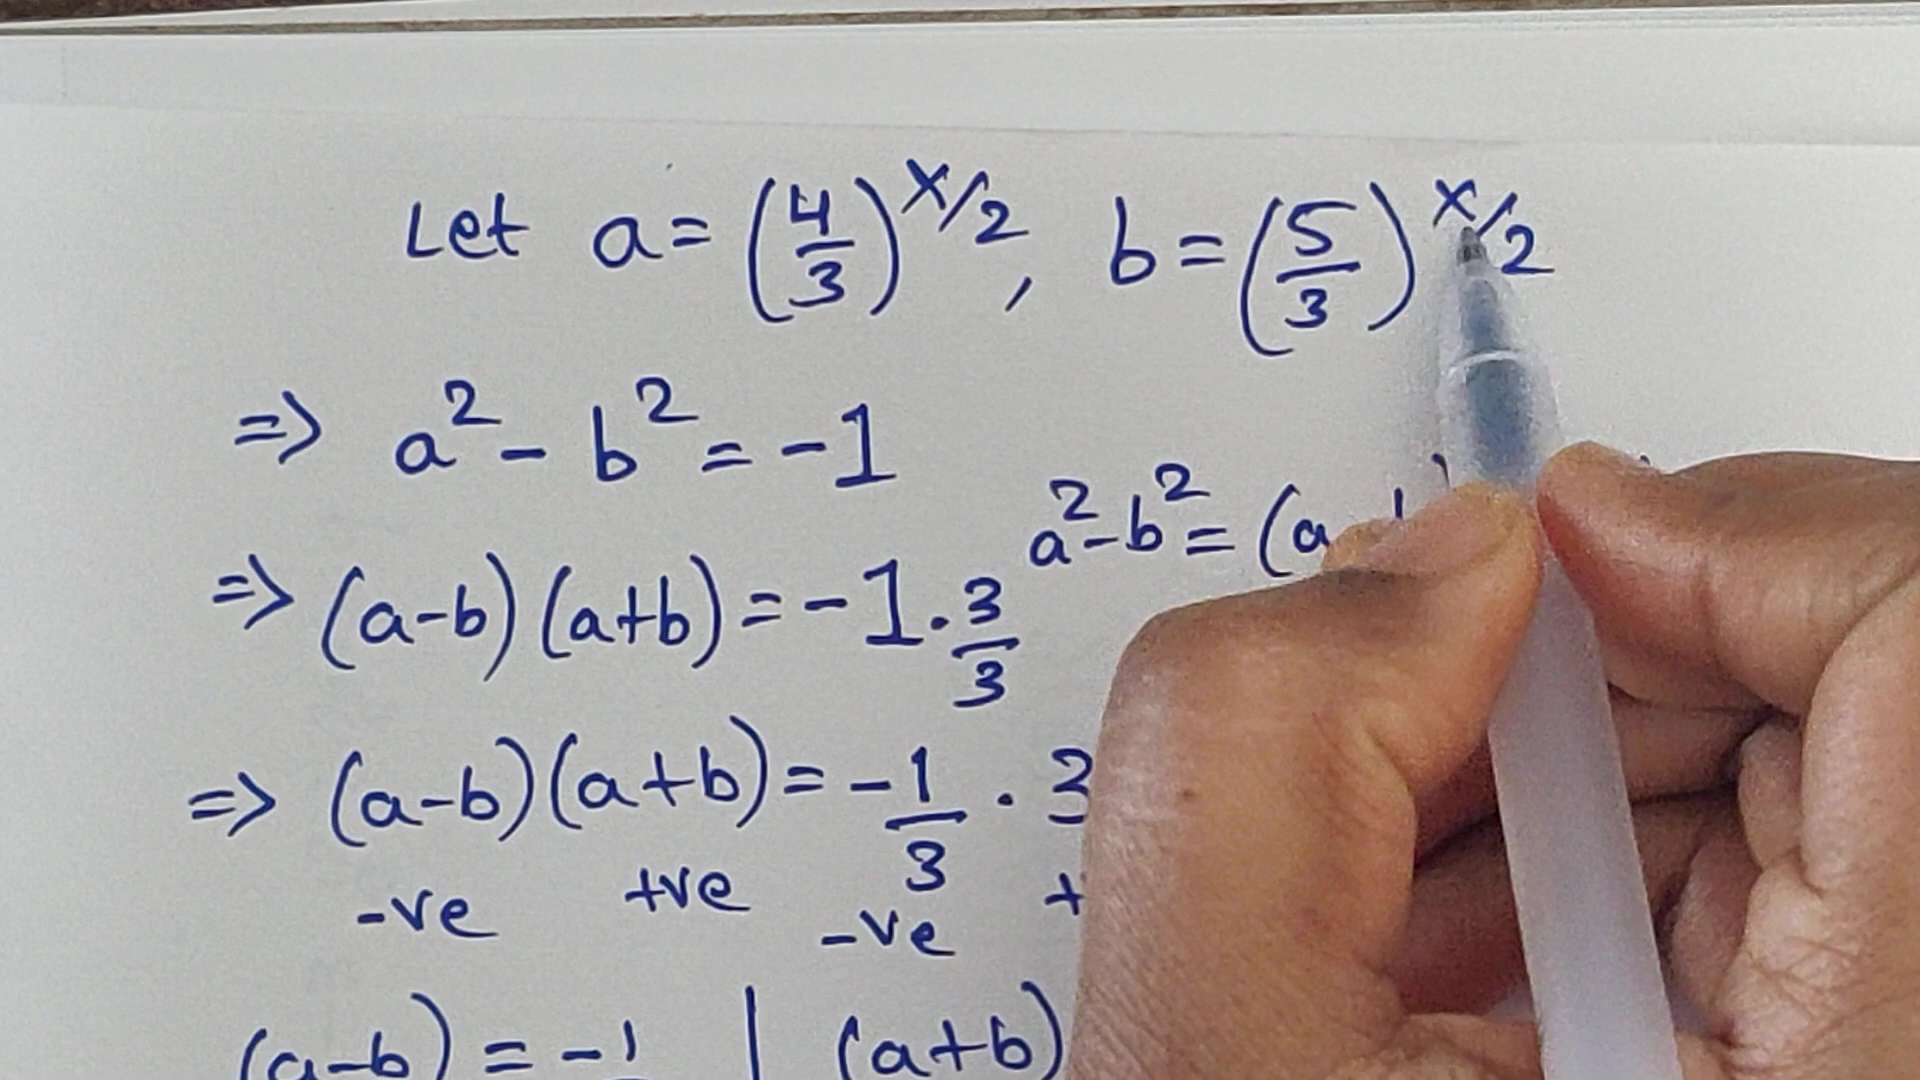 Let a = (4/3)^x/2, b = (5/3)^x/2
=> a² - b² = -1
a² - b² = (a
=> (a-b) (a+b) = -1 · 3/3
=> (a-b) (a+b) = -1/3 · 3
-ve +ve -ve +
(a-b) = -1 | (a+b)